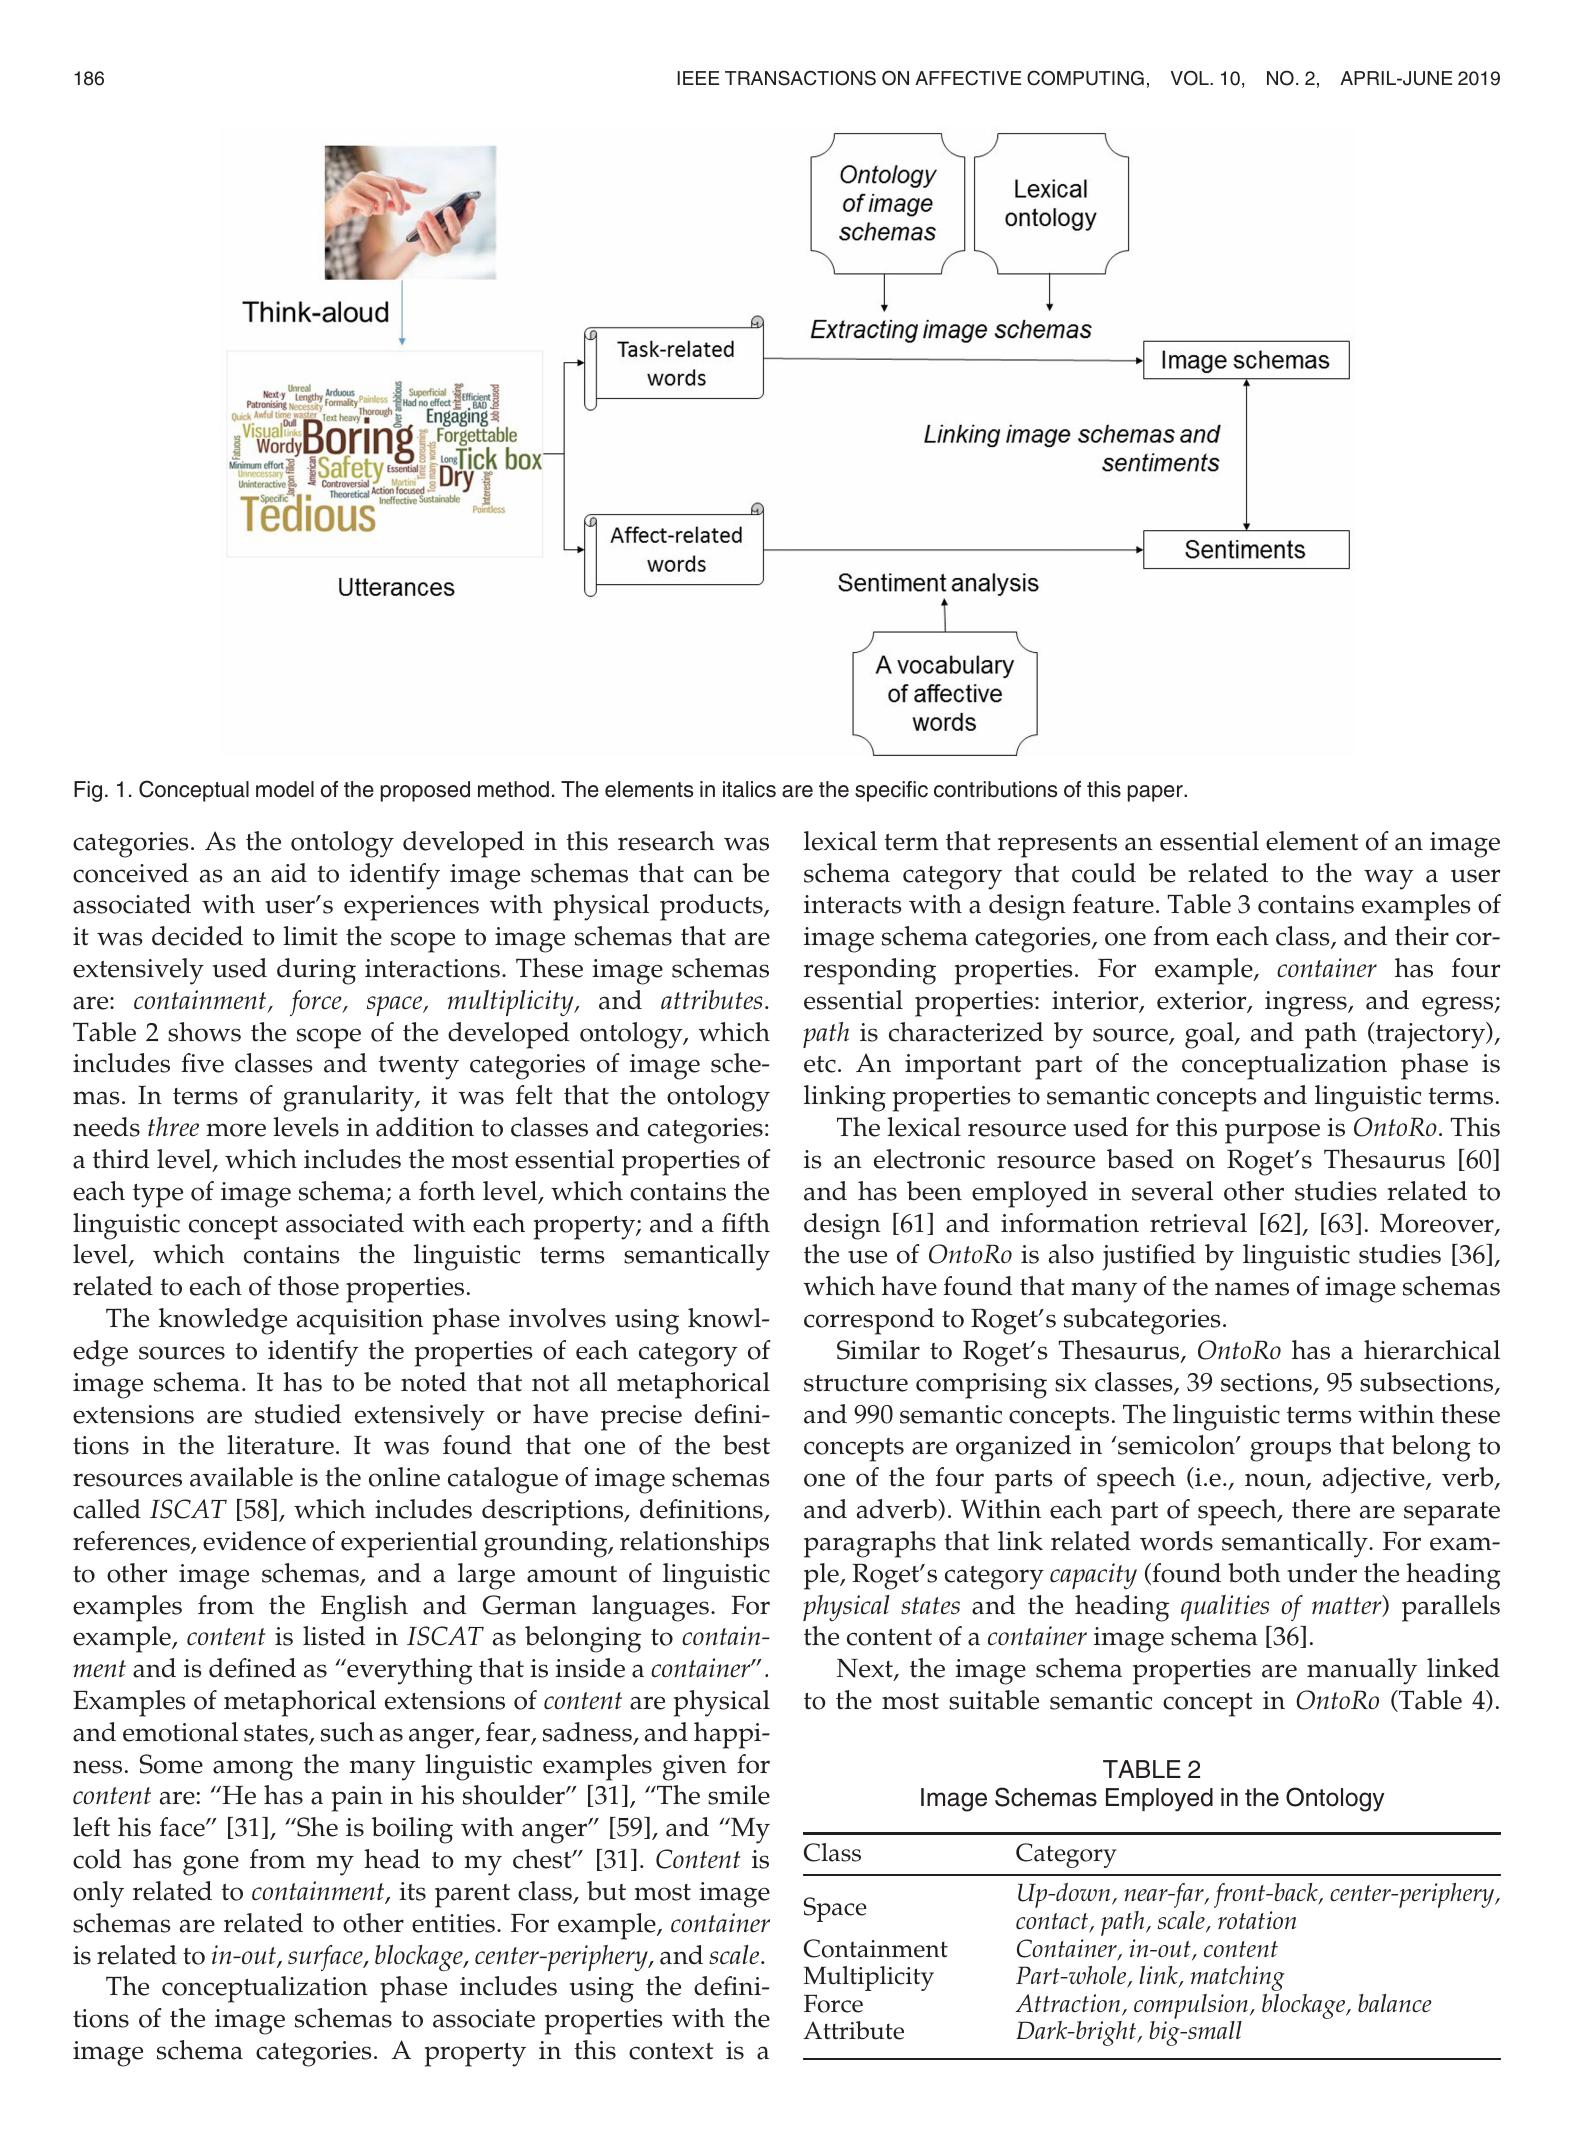 186
IEEE TRANSACTIONS ON AFFECTIVE COMPUTING, VOL. 10, NO. 2, APRIL-JUNE 2019
Ontology
of image
schemas
Lexical
ontology
Think-aloud
Extracting image schemas
Task-related
words
Image schemas
Unreal
Next-y
Lengthy
Arduous
Painless
Over ambitious
Superficial
Irritating
Efficient
Job focused
Patronising
Necessity
Formality
Had no effect
BAD
Quick
Awful time waster
Text heavy
Thorough
Engaging
Dull
Visual
Links
Boring
Forgettable
Fatuous
Wordy
Time consuming
Too many words
Long
Tick box
Minimum effort
American
Safety
Essential
Dry
Unnecessary
Jargon filled
Uninteractive
Controversial
Martini
Interesting
Theoretical
Action focused
Specific
Ineffective
Sustainable
Tedious
Pointless
Linking image schemas and
sentiments
Affect-related
words
Sentiments
Utterances
Sentiment analysis
A vocabulary
of affective
words
Fig. 1. Conceptual model of the proposed method. The elements in italics are the specific contributions of this paper.
categories. As the ontology developed in this research was
conceived as an aid to identify image schemas that can be
associated with user's experiences with physical products,
it was decided to limit the scope to image schemas that are
extensively used during interactions. These image schemas
are: containment, force, space, multiplicity, and attributes.
Table 2 shows the scope of the developed ontology, which
includes five classes and twenty categories of image sche-
mas. In terms of granularity, it was felt that the ontology
needs three more levels in addition to classes and categories:
a third level, which includes the most essential properties of
each type of image schema; a forth level, which contains the
linguistic concept associated with each property; and a fifth
level, which contains the linguistic terms semantically
related to each of those properties.
The knowledge acquisition phase involves using knowl-
edge sources to identify the properties of each category of
image schema. It has to be noted that not all metaphorical
extensions are studied extensively or have precise defini-
tions in the literature. It was found that one of the best
resources available is the online catalogue of image schemas
called ISCAT [58], which includes descriptions, definitions,
references, evidence of experiential grounding, relationships
to other image schemas, and a large amount of linguistic
examples from the English and German languages. For
example, content is listed in ISCAT as belonging to contain-
ment and is defined as “everything that is inside a container”.
Examples of metaphorical extensions of content are physical
and emotional states, such as anger, fear, sadness, and happi-
ness. Some among the many linguistic examples given for
content are: “He has a pain in his shoulder” [31], “The smile
left his face” [31], “She is boiling with anger” [59], and “My
cold has gone from my head to my chest” [31]. Content is
only related to containment, its parent class, but most image
schemas are related to other entities. For example, container
is related to in-out, surface, blockage, center-periphery, and scale.
The conceptualization phase includes using the defini-
tions of the image schemas to associate properties with the
image schema categories. A property in this context is a
lexical term that represents an essential element of an image
schema category that could be related to the way a user
interacts with a design feature. Table 3 contains examples of
image schema categories, one from each class, and their cor-
responding properties. For example, container has four
essential properties: interior, exterior, ingress, and egress;
path is characterized by source, goal, and path (trajectory),
etc. An important part of the conceptualization phase is
linking properties to semantic concepts and linguistic terms.
The lexical resource used for this purpose is OntoRo. This
is an electronic resource based on Roget's Thesaurus [60]
and has been employed in several other studies related to
design [61] and information retrieval [62], [63]. Moreover,
the use of OntoRo is also justified by linguistic studies [36],
which have found that many of the names of image schemas
correspond to Roget's subcategories.
Similar to Roget's Thesaurus, OntoRo has a hierarchical
structure comprising six classes, 39 sections, 95 subsections,
and 990 semantic concepts. The linguistic terms within these
concepts are organized in ‘semicolon’ groups that belong to
one of the four parts of speech (i.e., noun, adjective, verb,
and adverb). Within each part of speech, there are separate
paragraphs that link related words semantically. For exam-
ple, Roget's category capacity (found both under the heading
physical states and the heading qualities of matter) parallels
the content of a container image schema [36].
Next, the image schema properties are manually linked
to the most suitable semantic concept in OntoRo (Table 4).
TABLE 2
Image Schemas Employed in the Ontology
Class Category
Space Up-down, near-far, front-back, center-periphery,
contact, path, scale, rotation
Containment Container, in-out, content
Multiplicity Part-whole, link, matching
Force Attraction, compulsion, blockage, balance
Attribute Dark-bright, big-small